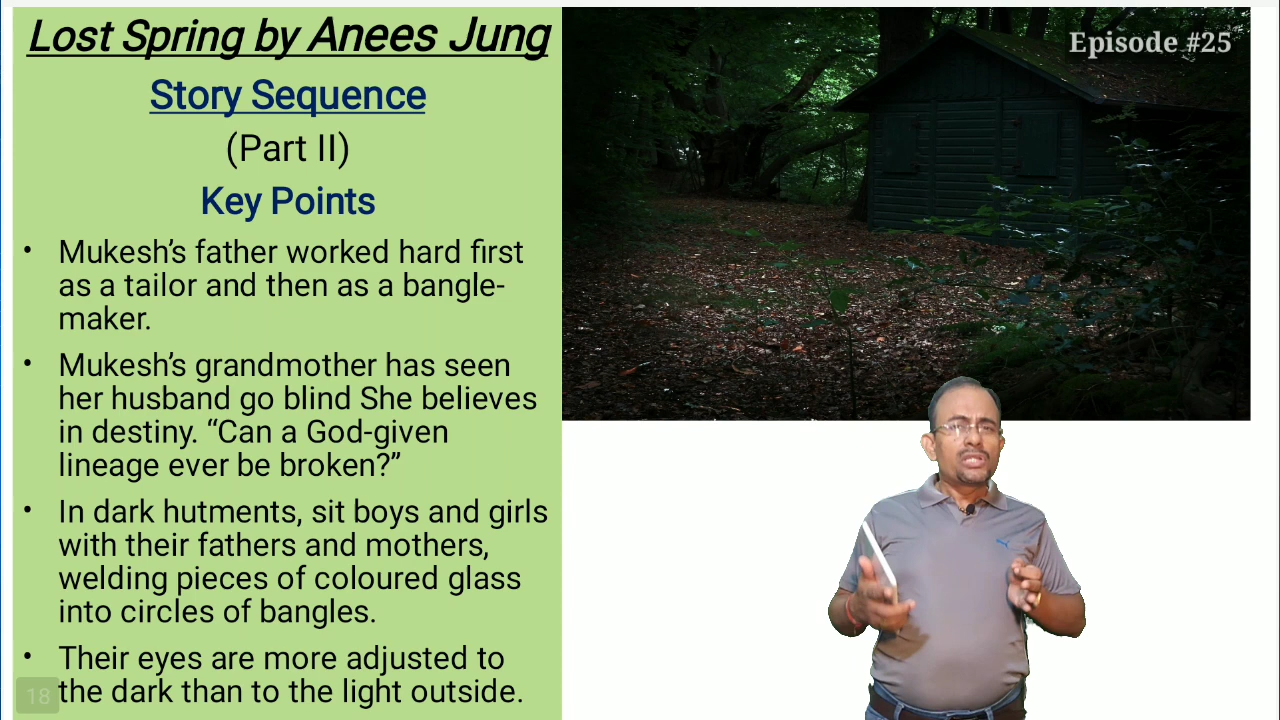 Lost Spring by Anees Jung
Episode #25
Story Sequence
(Part II)
Key Points
• Mukesh's father worked hard first
as a tailor and then as a bangle-
maker.
• Mukesh's grandmother has seen
her husband go blind She believes
in destiny. “Can a God-given
lineage ever be broken?”
• In dark hutments, sit boys and girls
with their fathers and mothers,
welding pieces of coloured glass
into circles of bangles.
• Their eyes are more adjusted to
the dark than to the light outside.
18